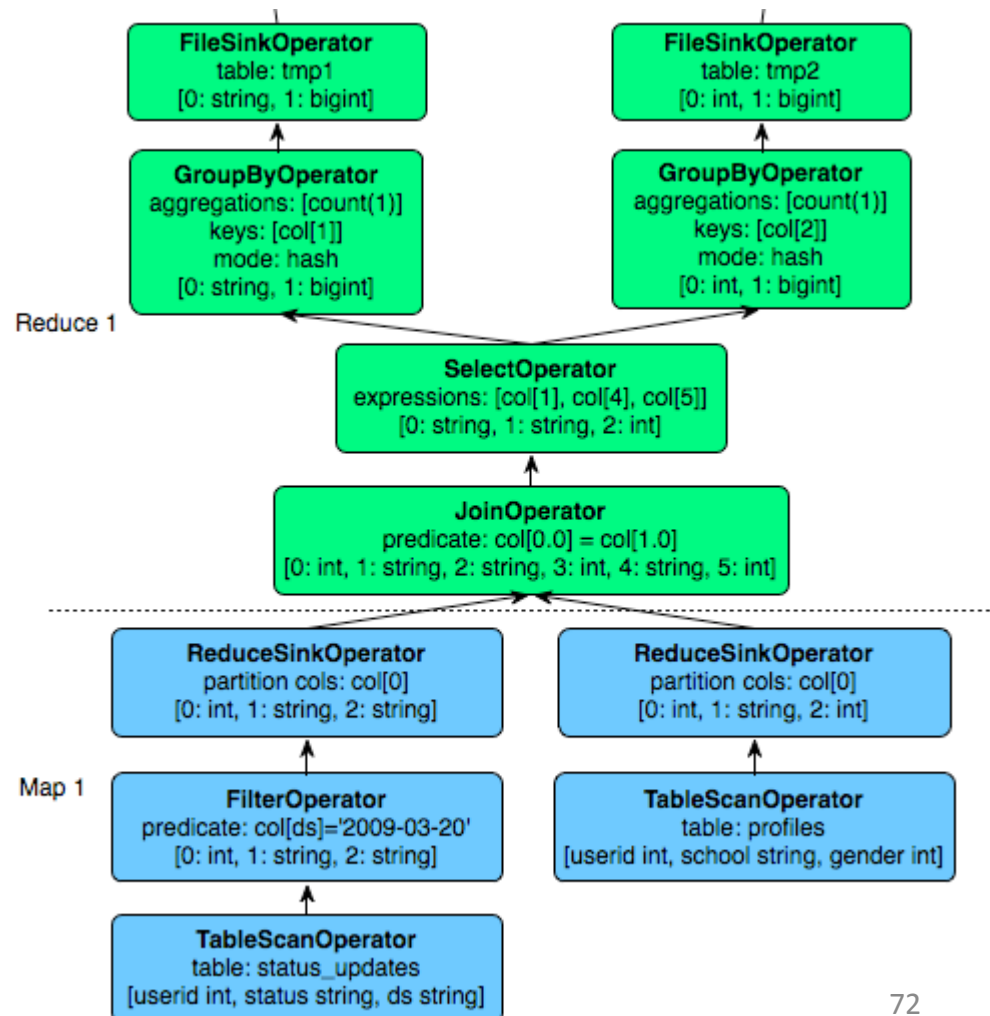 FileSinkOperator
table: tmp1
[0: string, 1: bigint]
FileSinkOperator
table: tmp2
[0: int, 1: bigint]
GroupByOperator
aggregations: [count(1)]
keys: [col[1]]
mode: hash
[0: string, 1: bigint]
GroupByOperator
aggregations: [count(1)]
keys: [col[2]]
mode: hash
[0: int, 1: bigint]
Reduce 1
SelectOperator
expressions: [col[1], col[4], col[5]]
[0: string, 1: string, 2: int]
JoinOperator
predicate: col[0.0] = col[1.0]
[0: int, 1: string, 2: string, 3: int, 4: string, 5: int]
ReduceSinkOperator
partition cols: col[0]
[0: int, 1: string, 2: string]
ReduceSinkOperator
partition cols: col[0]
[0: int, 1: string, 2: int]
Map 1
FilterOperator
predicate: col[ds]='2009-03-20'
[0: int, 1: string, 2: string]
TableScanOperator
table: profiles
[userid int, school string, gender int]
TableScanOperator
table: status_updates
[userid int, status string, ds string]
72